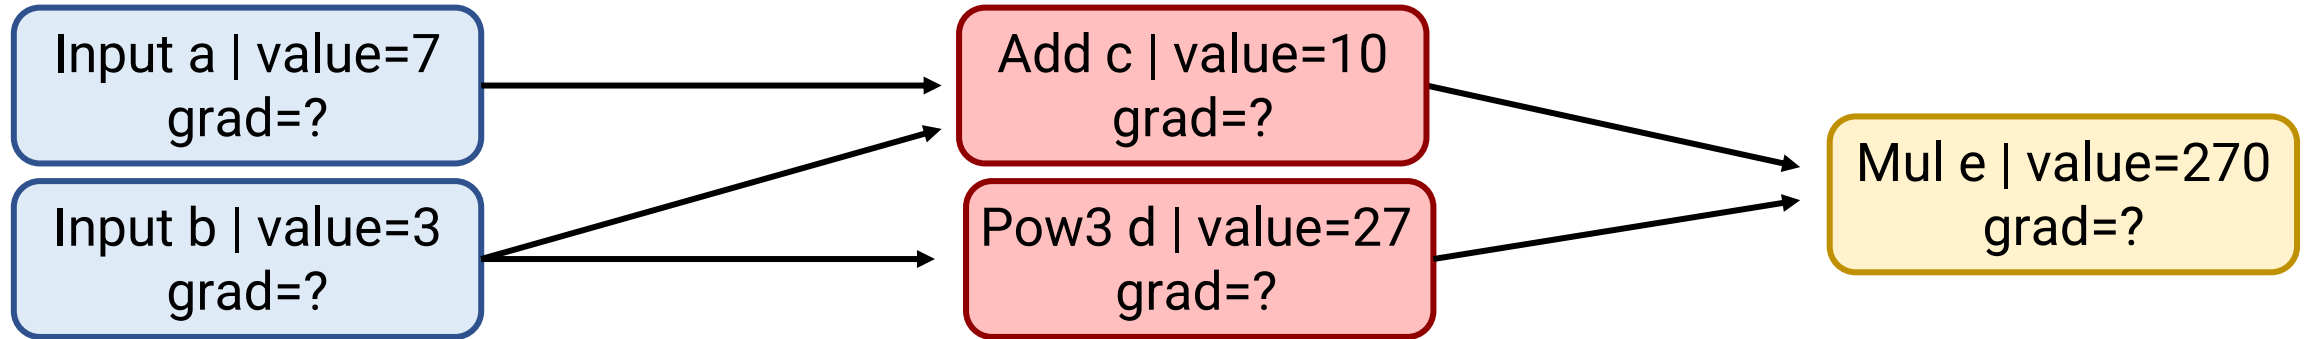 Input a | value=7
grad=?
Input b | value=3
grad=?
Add c | value=10
grad=?
Pow3 d | value=27
grad=?
Mul e | value=270
grad=?